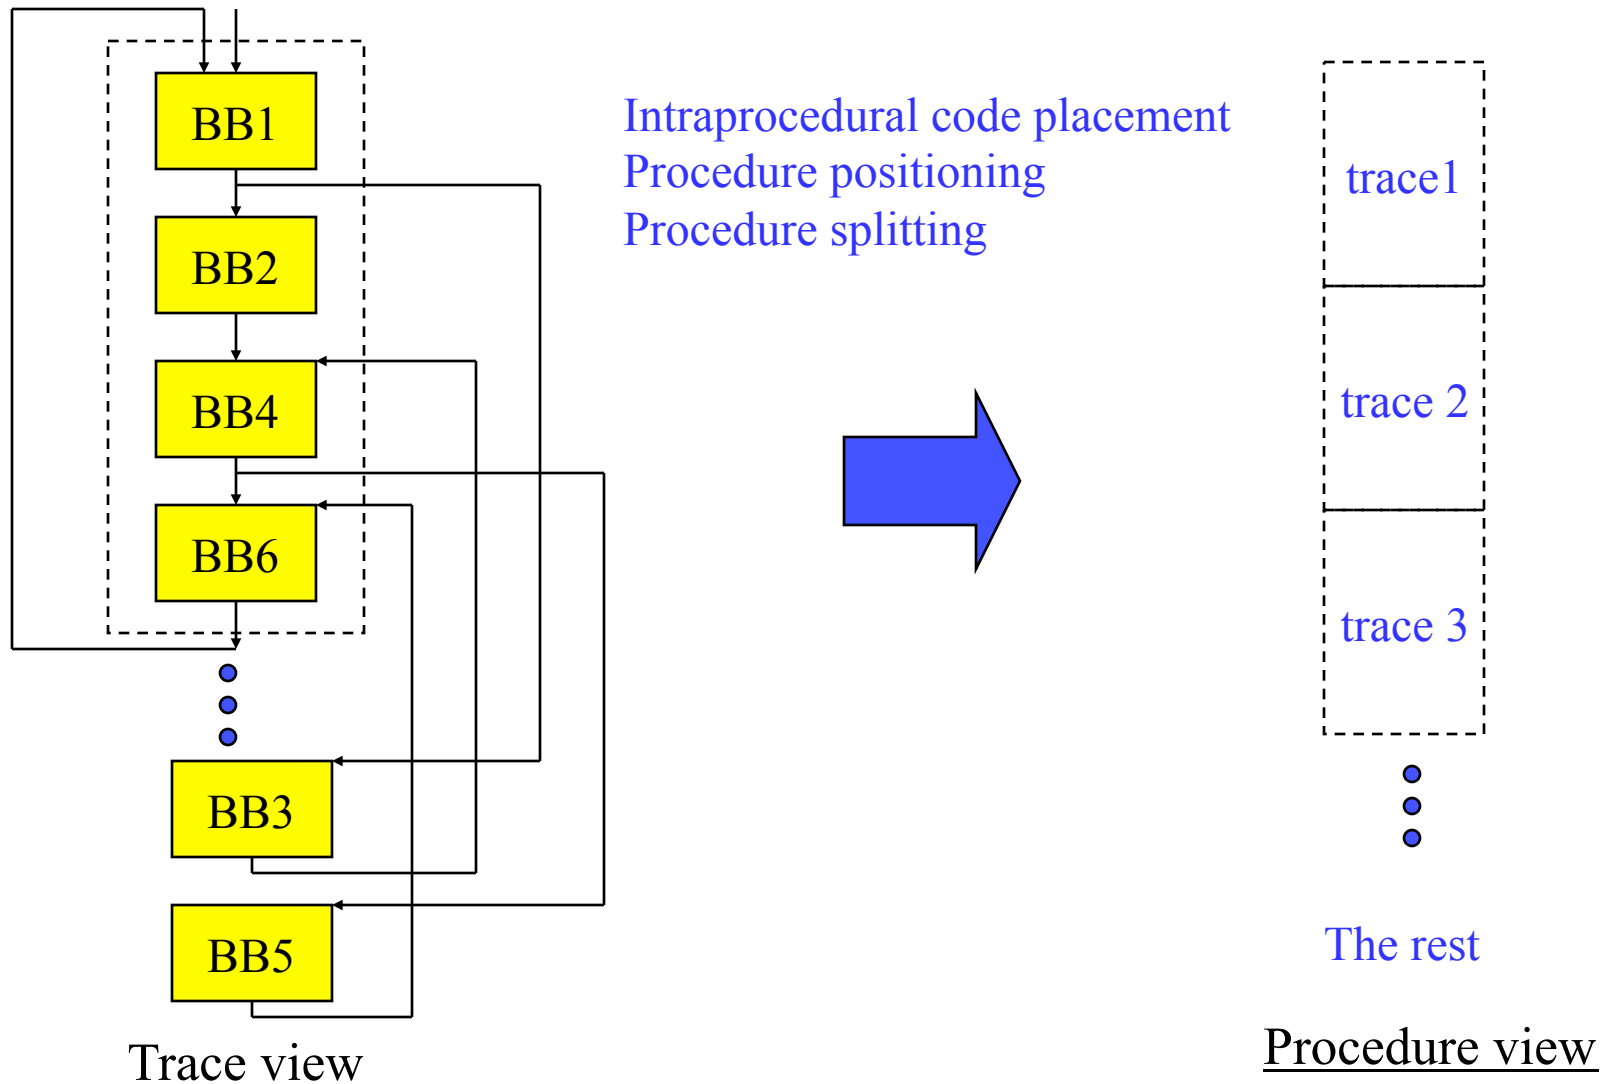 BB1
BB2
BB4
BB6
BB3
BB5
Trace view
Intraprocedural code placement
Procedure positioning
Procedure splitting
trace1
trace 2
trace 3
The rest
Procedure view